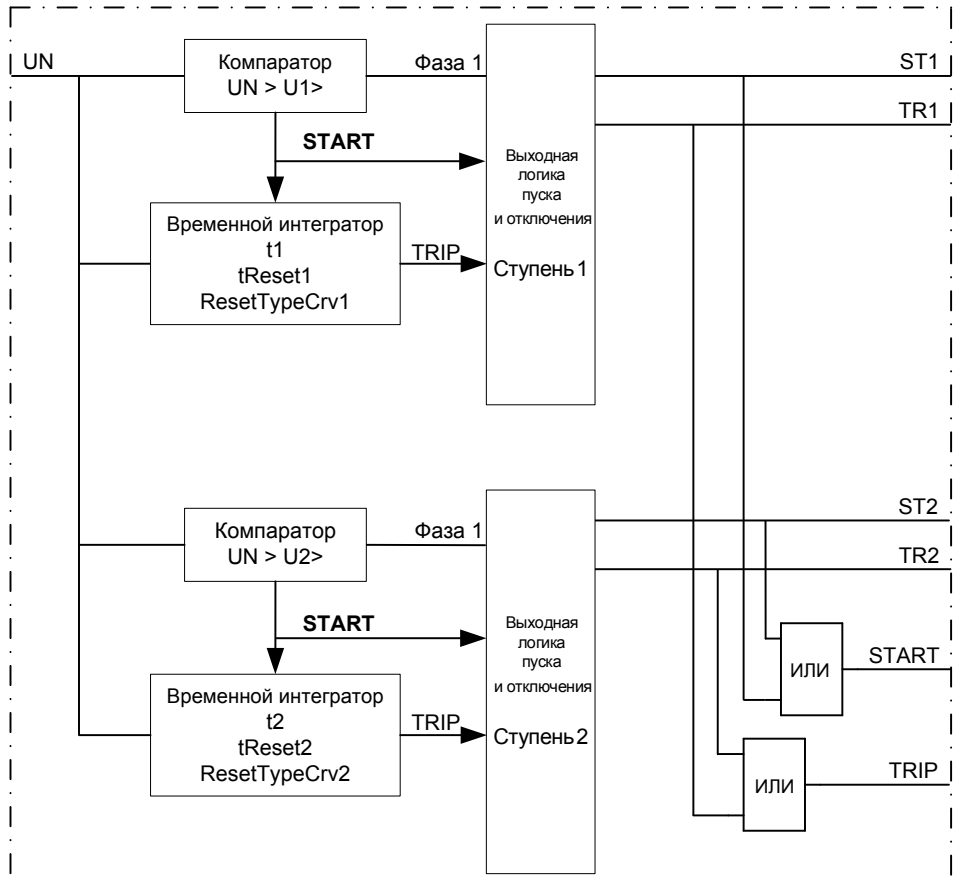 UN
Компаратор
UN > U1>
Фаза 1
ST1
TR1
START
Выходная
логика
пуска
и отключения
Ступень 1
Временной интегратор
t1
tReset1
ResetTypeCrv1
TRIP
Компаратор
UN > U2>
Фаза 1
ST2
TR2
START
Выходная
логика
пуска
и отключения
Ступень 2
Временной интегратор
t2
tReset2
ResetTypeCrv2
TRIP
ИЛИ
START
ИЛИ
TRIP